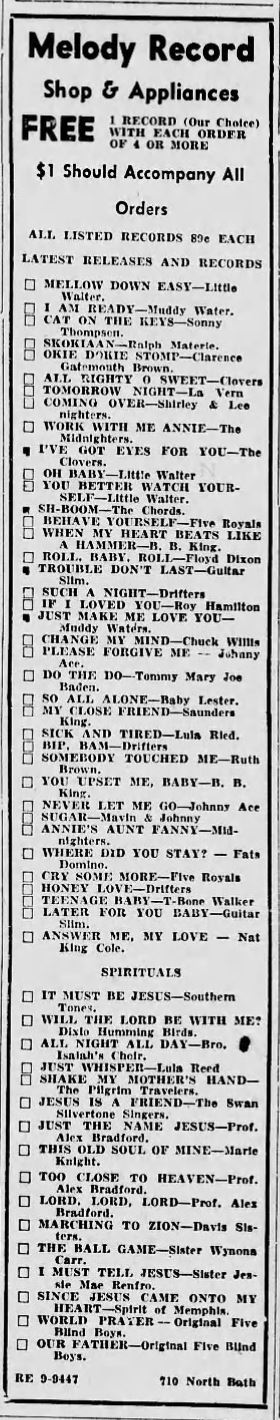 Melody Record
Shop & Appliances
FREE 1 RECORD (Our Choice)
WITH EACH ORDER
OF 4 OR MORE
$1 Should Accompany All
Orders
ALL LISTED RECORDS 89c EACH
LATEST RELEASES AND RECORDS
MELLOW DOWN EASY—Little
Walter.
I AM READY—Muddy Water.
CAT ON THE KEYS—Sonny
Thompson.
SKOKIAAN—Ralph Materie.
OKIE DOKIE STOMP—Clarence
Gatemouth Brown.
ALL RIGHTY O SWEET—Clovers
TOMORROW NIGHT—La Vern
COMING OVER—Shirley & Lee
nighters.
WORK WITH ME ANNIE—The
Midnighters.
I'VE GOT EYES FOR YOU—The
Clovers.
OH BABY—Little Walter
YOU BETTER WATCH YOUR-
SELF—Little Walter.
SH-BOOM—The Chords.
BEHAVE YOURSELF—Five Royals
WHEN MY HEART BEATS LIKE
A HAMMER—B. B. King.
ROLL, BABY, ROLL—Floyd Dixon
TROUBLE DON'T LAST—Guitar
Slim.
SUCH A NIGHT—Drifters
IF I LOVED YOU—Roy Hamilton
JUST MAKE ME LOVE YOU—
Muddy Waters.
CHANGE MY MIND—Chuck Willis
PLEASE FORGIVE ME -- Johnny
Ace.
DO THE DO—Tommy Mary Joe
Baden.
SO ALL ALONE—Baby Lester.
MY CLOSE FRIEND—Saunders
King.
SICK AND TIRED—Lula Ried.
BIP, BAM—Drifters
SOMEBODY TOUCHED ME—Ruth
Brown.
YOU UPSET ME, BABY—B. B.
King.
NEVER LET ME GO—Johnny Ace
SUGAR—Mavin & Johnny
ANNIE'S AUNT FANNY—Mid-
nighters.
WHERE DID YOU STAY? — Fats
Domino.
CRY SOME MORE—Five Royals
HONEY LOVE—Drifters
TEENAGE BABY—T-Bone Walker
LATER FOR YOU BABY—Guitar
Slim.
ANSWER ME, MY LOVE — Nat
King Cole.
SPIRITUALS
IT MUST BE JESUS—Southern
Tones.
WILL THE LORD BE WITH ME?
Dixie Humming Birds.
ALL NIGHT ALL DAY—Bro.
Isaiah's Choir.
JUST WHISPER—Lula Reed
SHAKE MY MOTHER'S HAND—
The Pilgrim Travelers.
JESUS IS A FRIEND—The Swan
Silvertone Singers.
JUST THE NAME JESUS—Prof.
Alex Bradford.
THIS OLD SOUL OF MINE—Marie
Knight.
TOO CLOSE TO HEAVEN—Prof.
Alex Bradford.
LORD, LORD, LORD—Prof. Alex
Bradford.
MARCHING TO ZION—Davis Sis-
ters.
THE BALL GAME—Sister Wynona
Carr.
I MUST TELL JESUS—Sister Jes-
sie Mae Renfro.
SINCE JESUS CAME ONTO MY
HEART—Spirit of Memphis.
WORLD PRAYER — Original Five
Blind Boys.
OUR FATHER—Original Five Blind
Boys.
RE 9-9447 710 North Bath